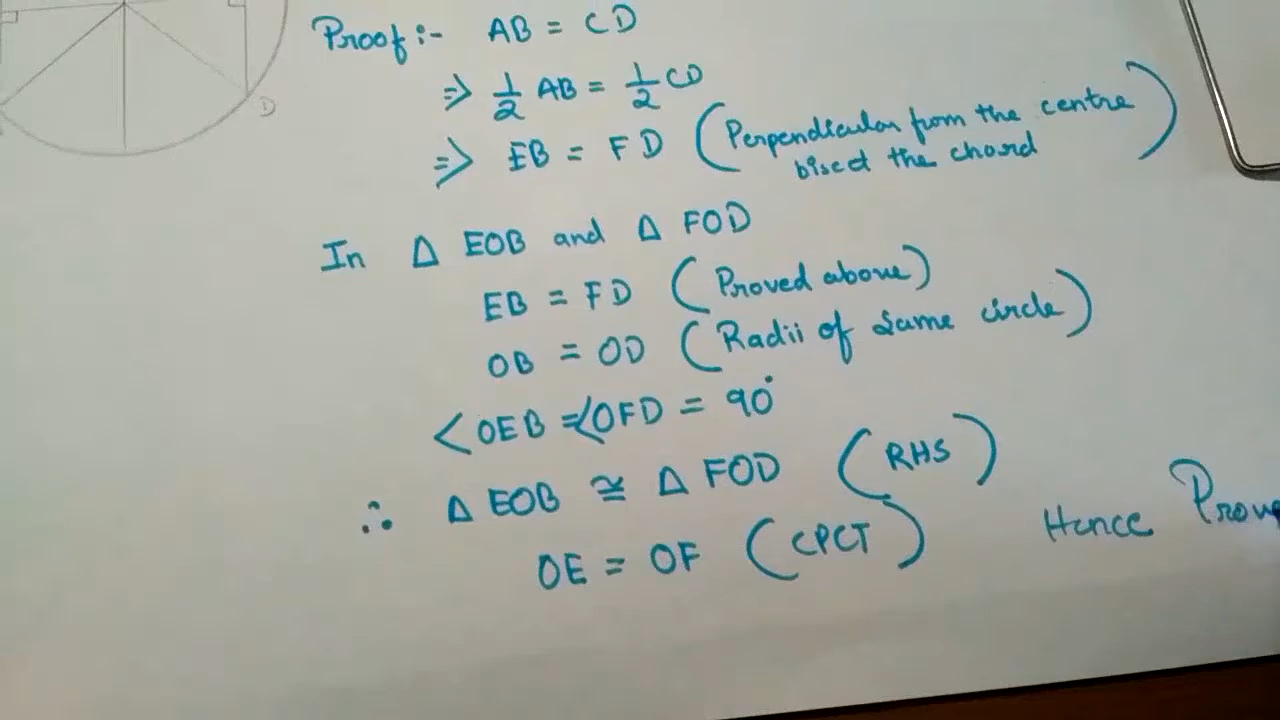 Proof :- AB = CD
⇒ 1/2 AB = 1/2 CD
⇒ EB = FD (Perpendicular from the centre
bisect the chord)
D
In Δ EOB and Δ FOD
EB = FD (Proved above)
OB = OD (Radii of same circle)
<OEB = <OFD = 90°
∴ Δ EOB ≅ Δ FOD (RHS)
OE = OF (CPCT) Hence